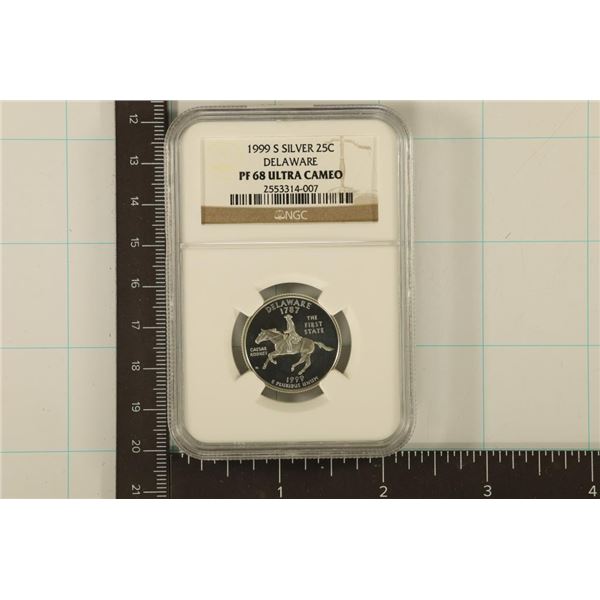 1999 S SILVER 25C
DELAWARE
PF 68 ULTRA CAMEO
2553314-007
NGC
DELAWARE
1787
THE
FIRST
STATE
CAESAR
RODNEY
1999
E PLURIBUS UNUM
12
13
14
15
16
17
18
19
20
21
1 2 3 4